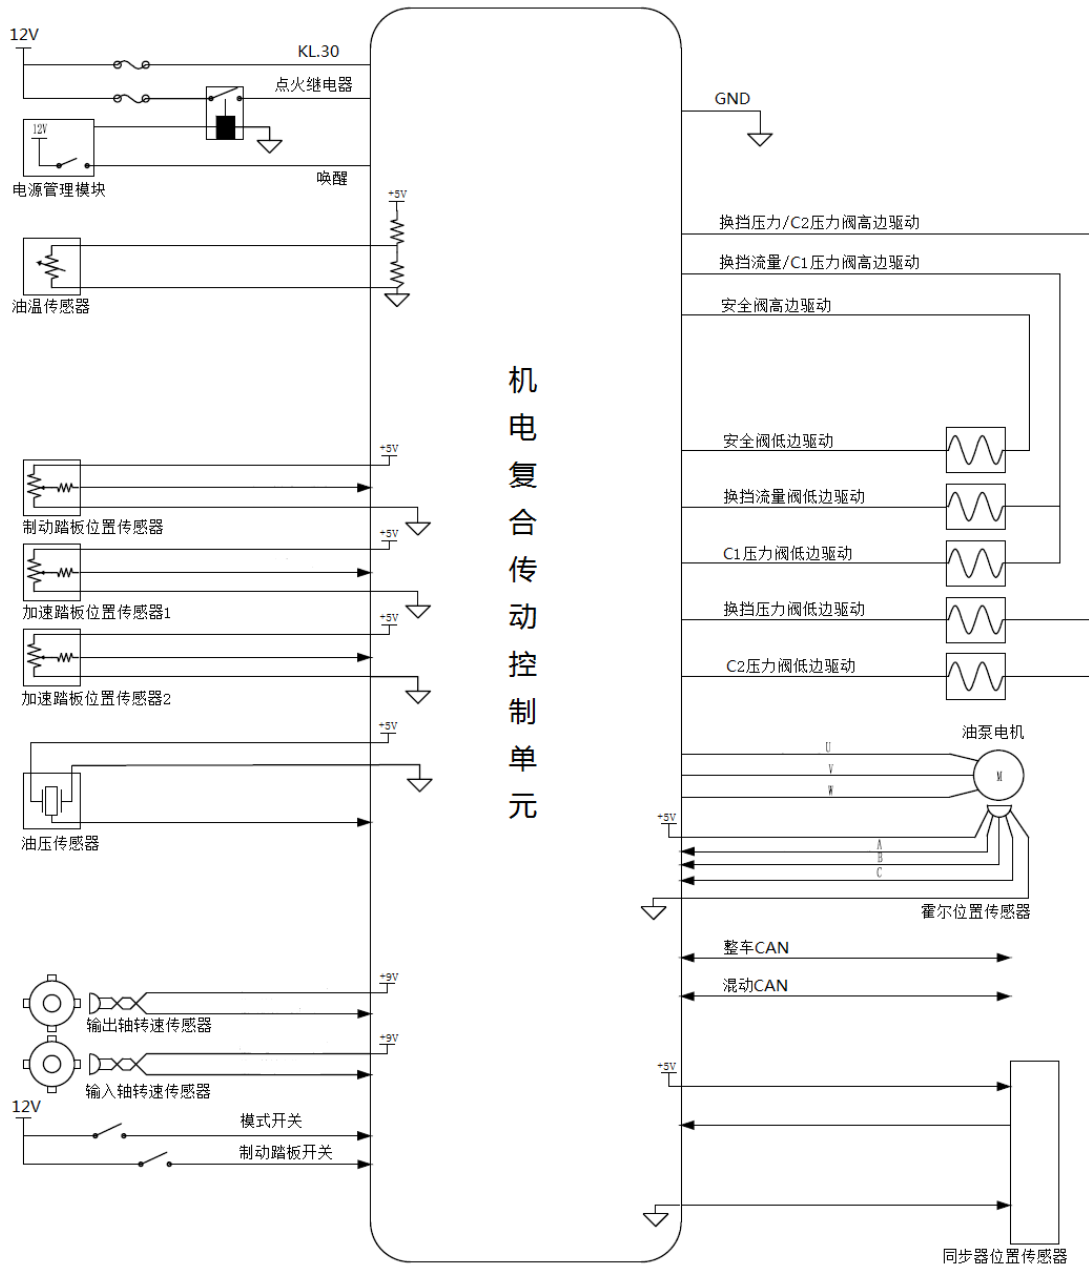 12V
KL.30
点火继电器
12V
电源管理模块
唤醒
+5V
油温传感器
+5V
制动踏板位置传感器
+5V
加速踏板位置传感器1
+5V
加速踏板位置传感器2
+5V
油压传感器
+9V
输出轴转速传感器
+9V
输入轴转速传感器
12V
模式开关
制动踏板开关
机电复合传动控制单元
GND
换挡压力/C2压力阀高边驱动
换挡流量/C1压力阀高边驱动
安全阀高边驱动
安全阀低边驱动
换挡流量阀低边驱动
C1压力阀低边驱动
换挡压力阀低边驱动
C2压力阀低边驱动
油泵电机
U
V
W
M
+5V
A
B
C
霍尔位置传感器
整车CAN
混动CAN
+5V
同步器位置传感器